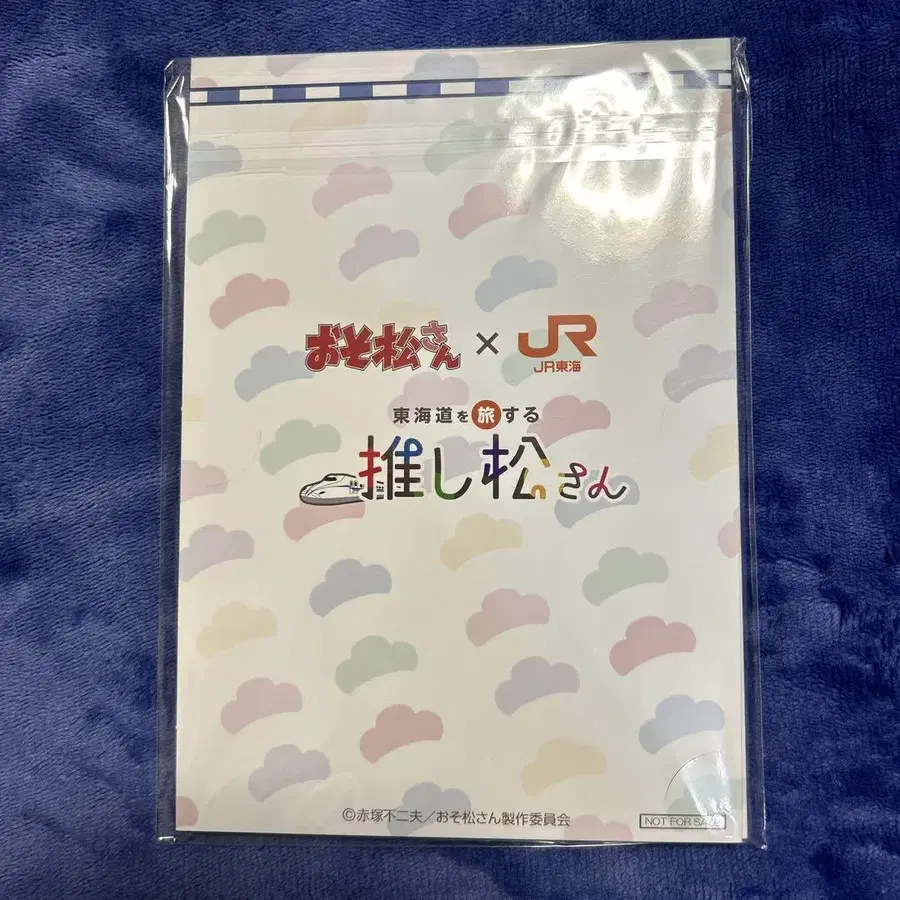 おそ松さん × JR JR東海
東海道を旅する
推し松さん
©赤塚不二夫／おそ松さん製作委員会
NOT FOR SALE